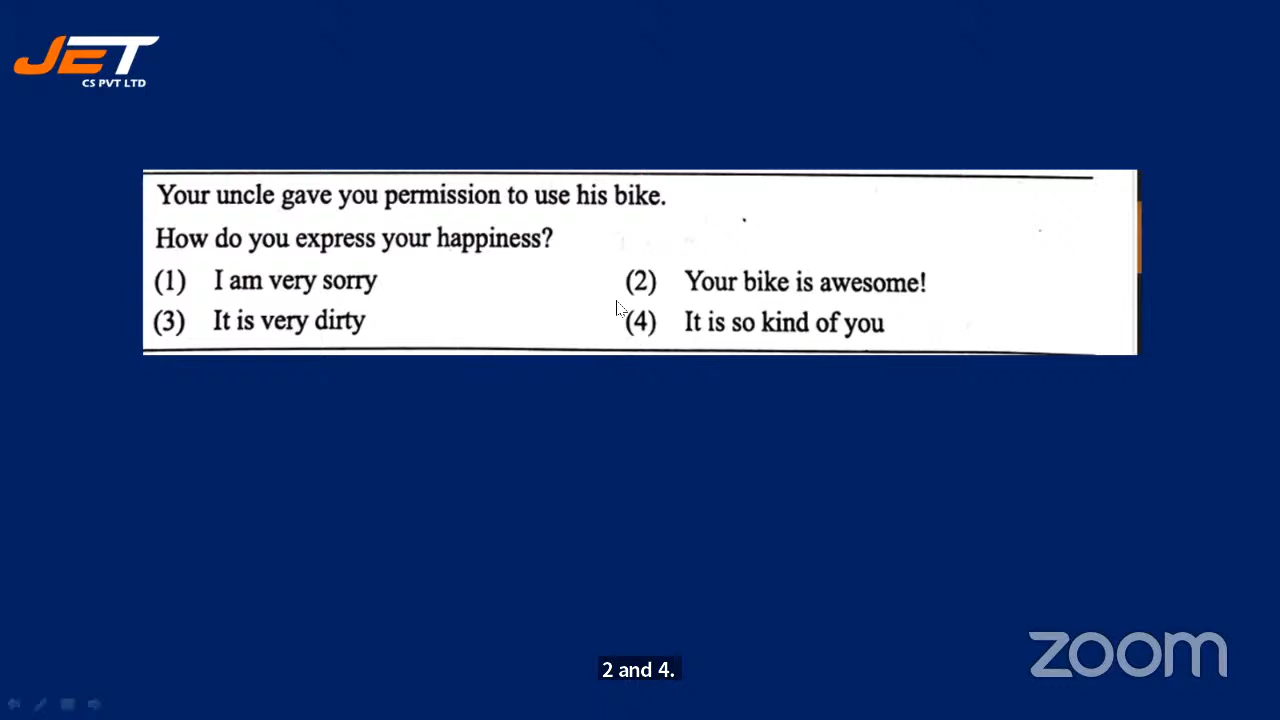 JET
CS PVT LTD
Your uncle gave you permission to use his bike.
How do you express your happiness?
(1) I am very sorry (2) Your bike is awesome!
(3) It is very dirty (4) It is so kind of you
2 and 4.
zoom